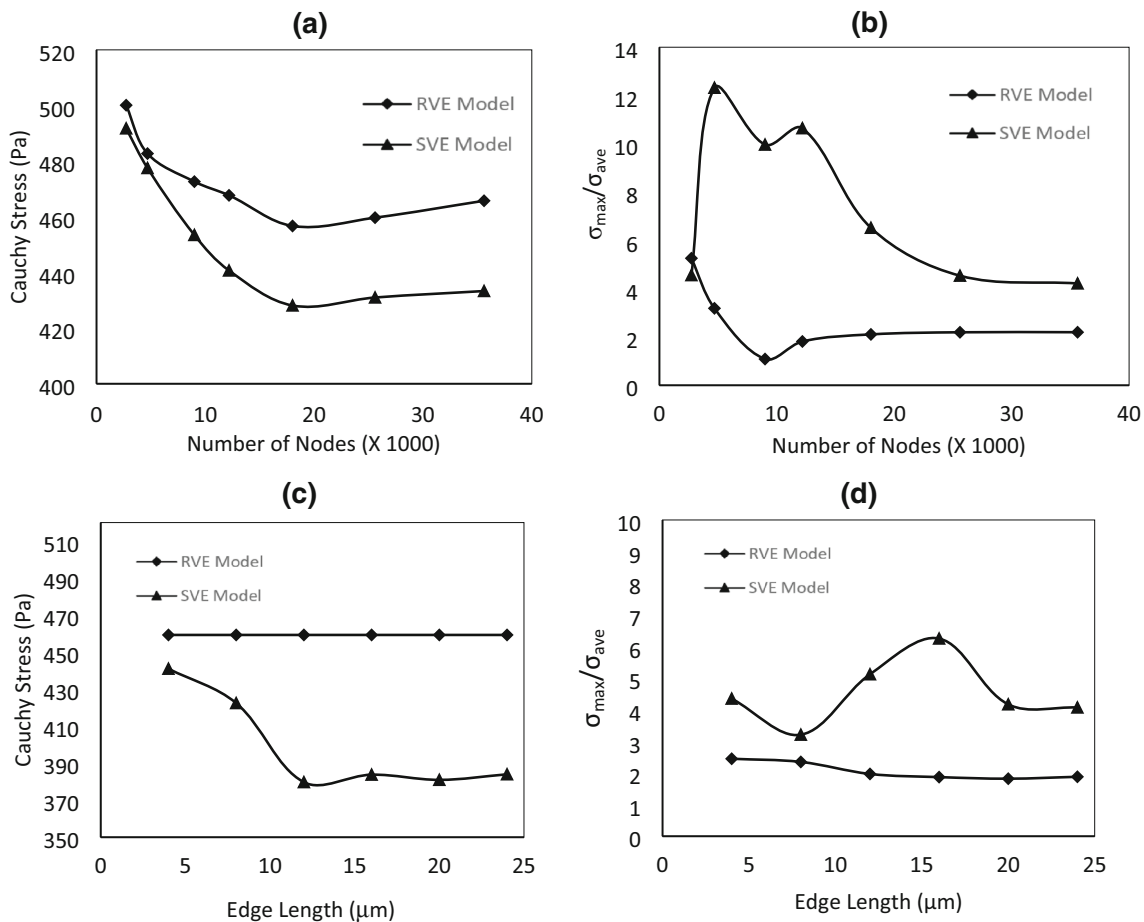 (a)
520
500
480
460
440
420
400
Cauchy Stress (Pa)
RVE Model
SVE Model
0 10 20 30 40
Number of Nodes (X 1000)
(b)
14
12
10
8
6
4
2
0
σmax/σave
RVE Model
SVE Model
0 10 20 30 40
Number of Nodes (X 1000)
(c)
510
490
470
450
430
410
390
370
350
Cauchy Stress (Pa)
RVE Model
SVE Model
0 5 10 15 20 25
Edge Length (μm)
(d)
10
9
8
7
6
5
4
3
2
1
0
σmax/σave
RVE Model
SVE Model
0 5 10 15 20 25
Edge Length (μm)